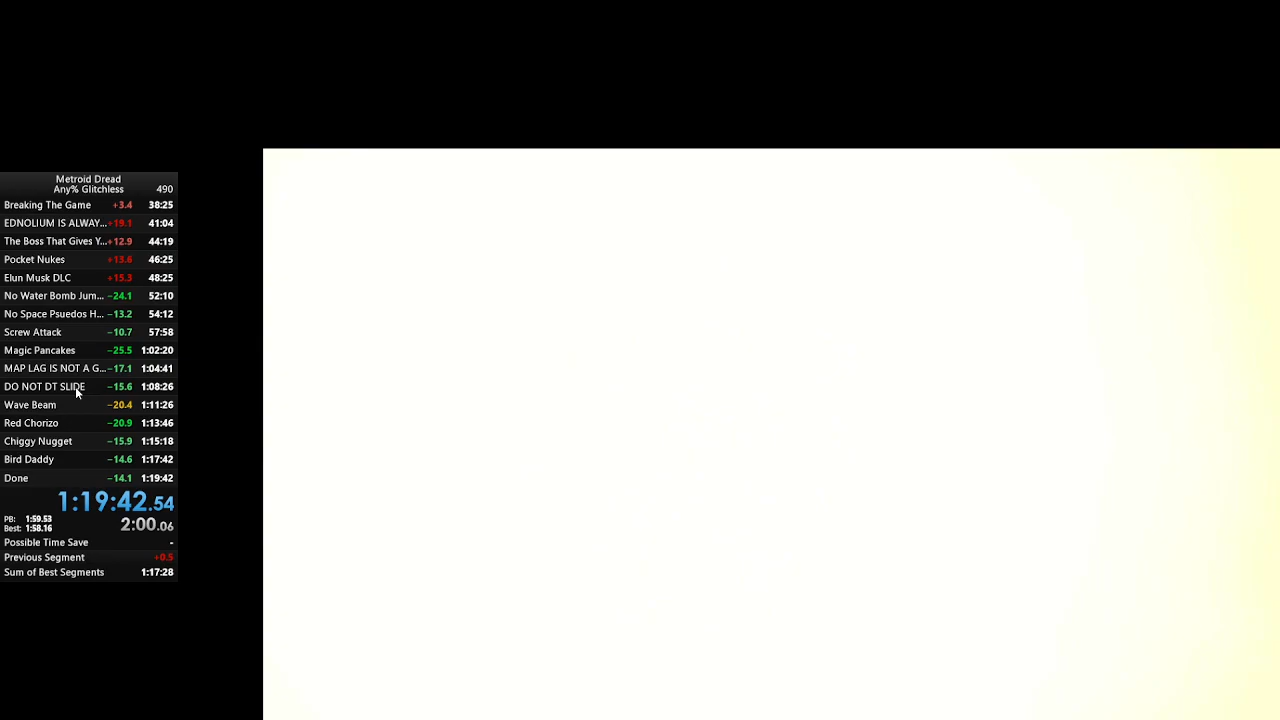 Metroid Dread
Any% Glitchless 490
Breaking The Game +3.4 38:25
EDNOLIUM IS ALWAY... +19.1 41:04
The Boss That Gives Y... +12.9 44:19
Pocket Nukes +13.6 46:25
Elun Musk DLC +15.3 48:25
No Water Bomb Jum... −24.1 52:10
No Space Psuedos H... −13.2 54:12
Screw Attack −10.7 57:58
Magic Pancakes −25.5 1:02:20
MAP LAG IS NOT A G... −17.1 1:04:41
DO NOT DT SLIDE −15.6 1:08:26
Wave Beam −20.4 1:11:26
Red Chorizo −20.9 1:13:46
Chiggy Nugget −15.9 1:15:18
Bird Daddy −14.6 1:17:42
Done −14.1 1:19:42
1:19:42.54
PB: 1:59.53
Best: 1:58.16
2:00.06
Possible Time Save -
Previous Segment +0.5
Sum of Best Segments 1:17:28